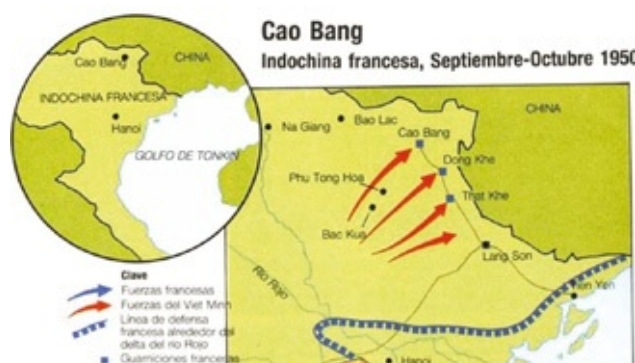 Cao Bang
Indochina francesa, Septiembre-Octubre 1950
CHINA
Cao Bang
INDOCHINA FRANCESA
Hanoi
GOLFO DE TONKIN
CHINA
Na Giang
Bao Lac
Cao Bang
Dong Khe
Phu Tong Hoa
That Khe
Bac Kua
Lang Son
Río Rojo
Tien Yen
Hanoi
Clave
Fuerzas francesas
Fuerzas del Viet Minh
Línea de defensa
francesa alrededor del
delta del río Rojo
Guarniciones francesas